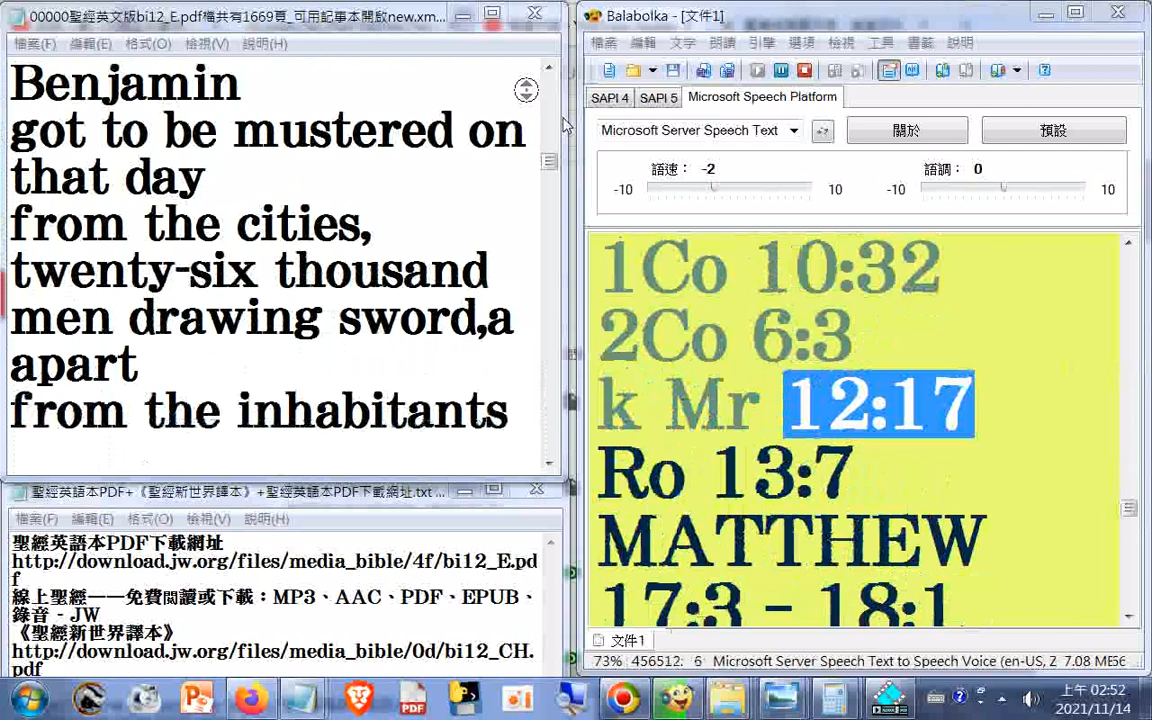 00000聖經英文版bi12_E.pdf檔共有1669頁_可用記事本開啟new.xm...
檔案(F) 編輯(E) 格式(O) 檢視(V) 說明(H)
Benjamin
got to be mustered on
that day
from the cities,
twenty-six thousand
men drawing sword,a
apart
from the inhabitants
聖經英語本PDF+《聖經新世界譯本》+聖經英語本PDF下載網址.txt ...
檔案(F) 編輯(E) 格式(O) 檢視(V) 說明(H)
聖經英語本PDF下載網址
http://download.jw.org/files/media_bible/4f/bi12_E.pd
f
線上聖經——免費閱讀或下載：MP3、AAC、PDF、EPUB、
錄音 - JW
《聖經新世界譯本》
http://download.jw.org/files/media_bible/0d/bi12_CH.
pdf
Balabolka - [文件1]
檔案 編輯 文字 朗讀 引擎 選項 檢視 工具 書籤 說明
SAPI 4 SAPI 5 Microsoft Speech Platform
Microsoft Server Speech Text 關於 預設
語速： -2 語調： 0
-10 10 -10 10
1Co 10:32
2Co 6:3
k Mr 12:17
Ro 13:7
MATTHEW
17:3 – 18:1
文件1
73% 456512: 6 Microsoft Server Speech Text to Speech Voice (en-US, Z 7.08 ME56
上午 02:52
2021/11/14